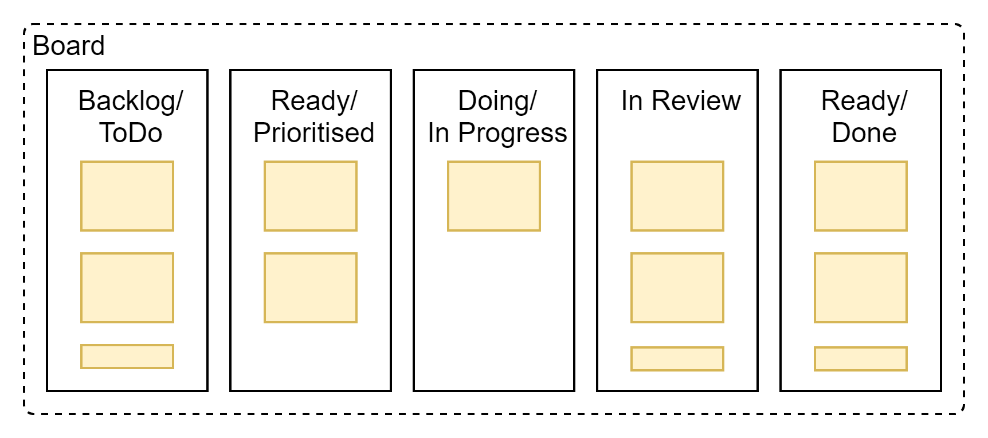 Board
Backlog/
ToDo
Ready/
Prioritised
Doing/
In Progress
In Review
Ready/
Done